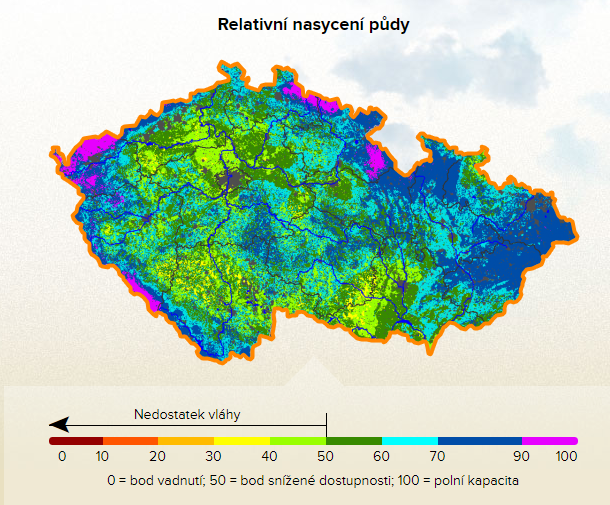 Relativní nasycení půdy
Nedostatek vláhy
0 10 20 30 40 50 60 70 90 100
0 = bod vadnutí; 50 = bod snížené dostupnosti; 100 = polní kapacita